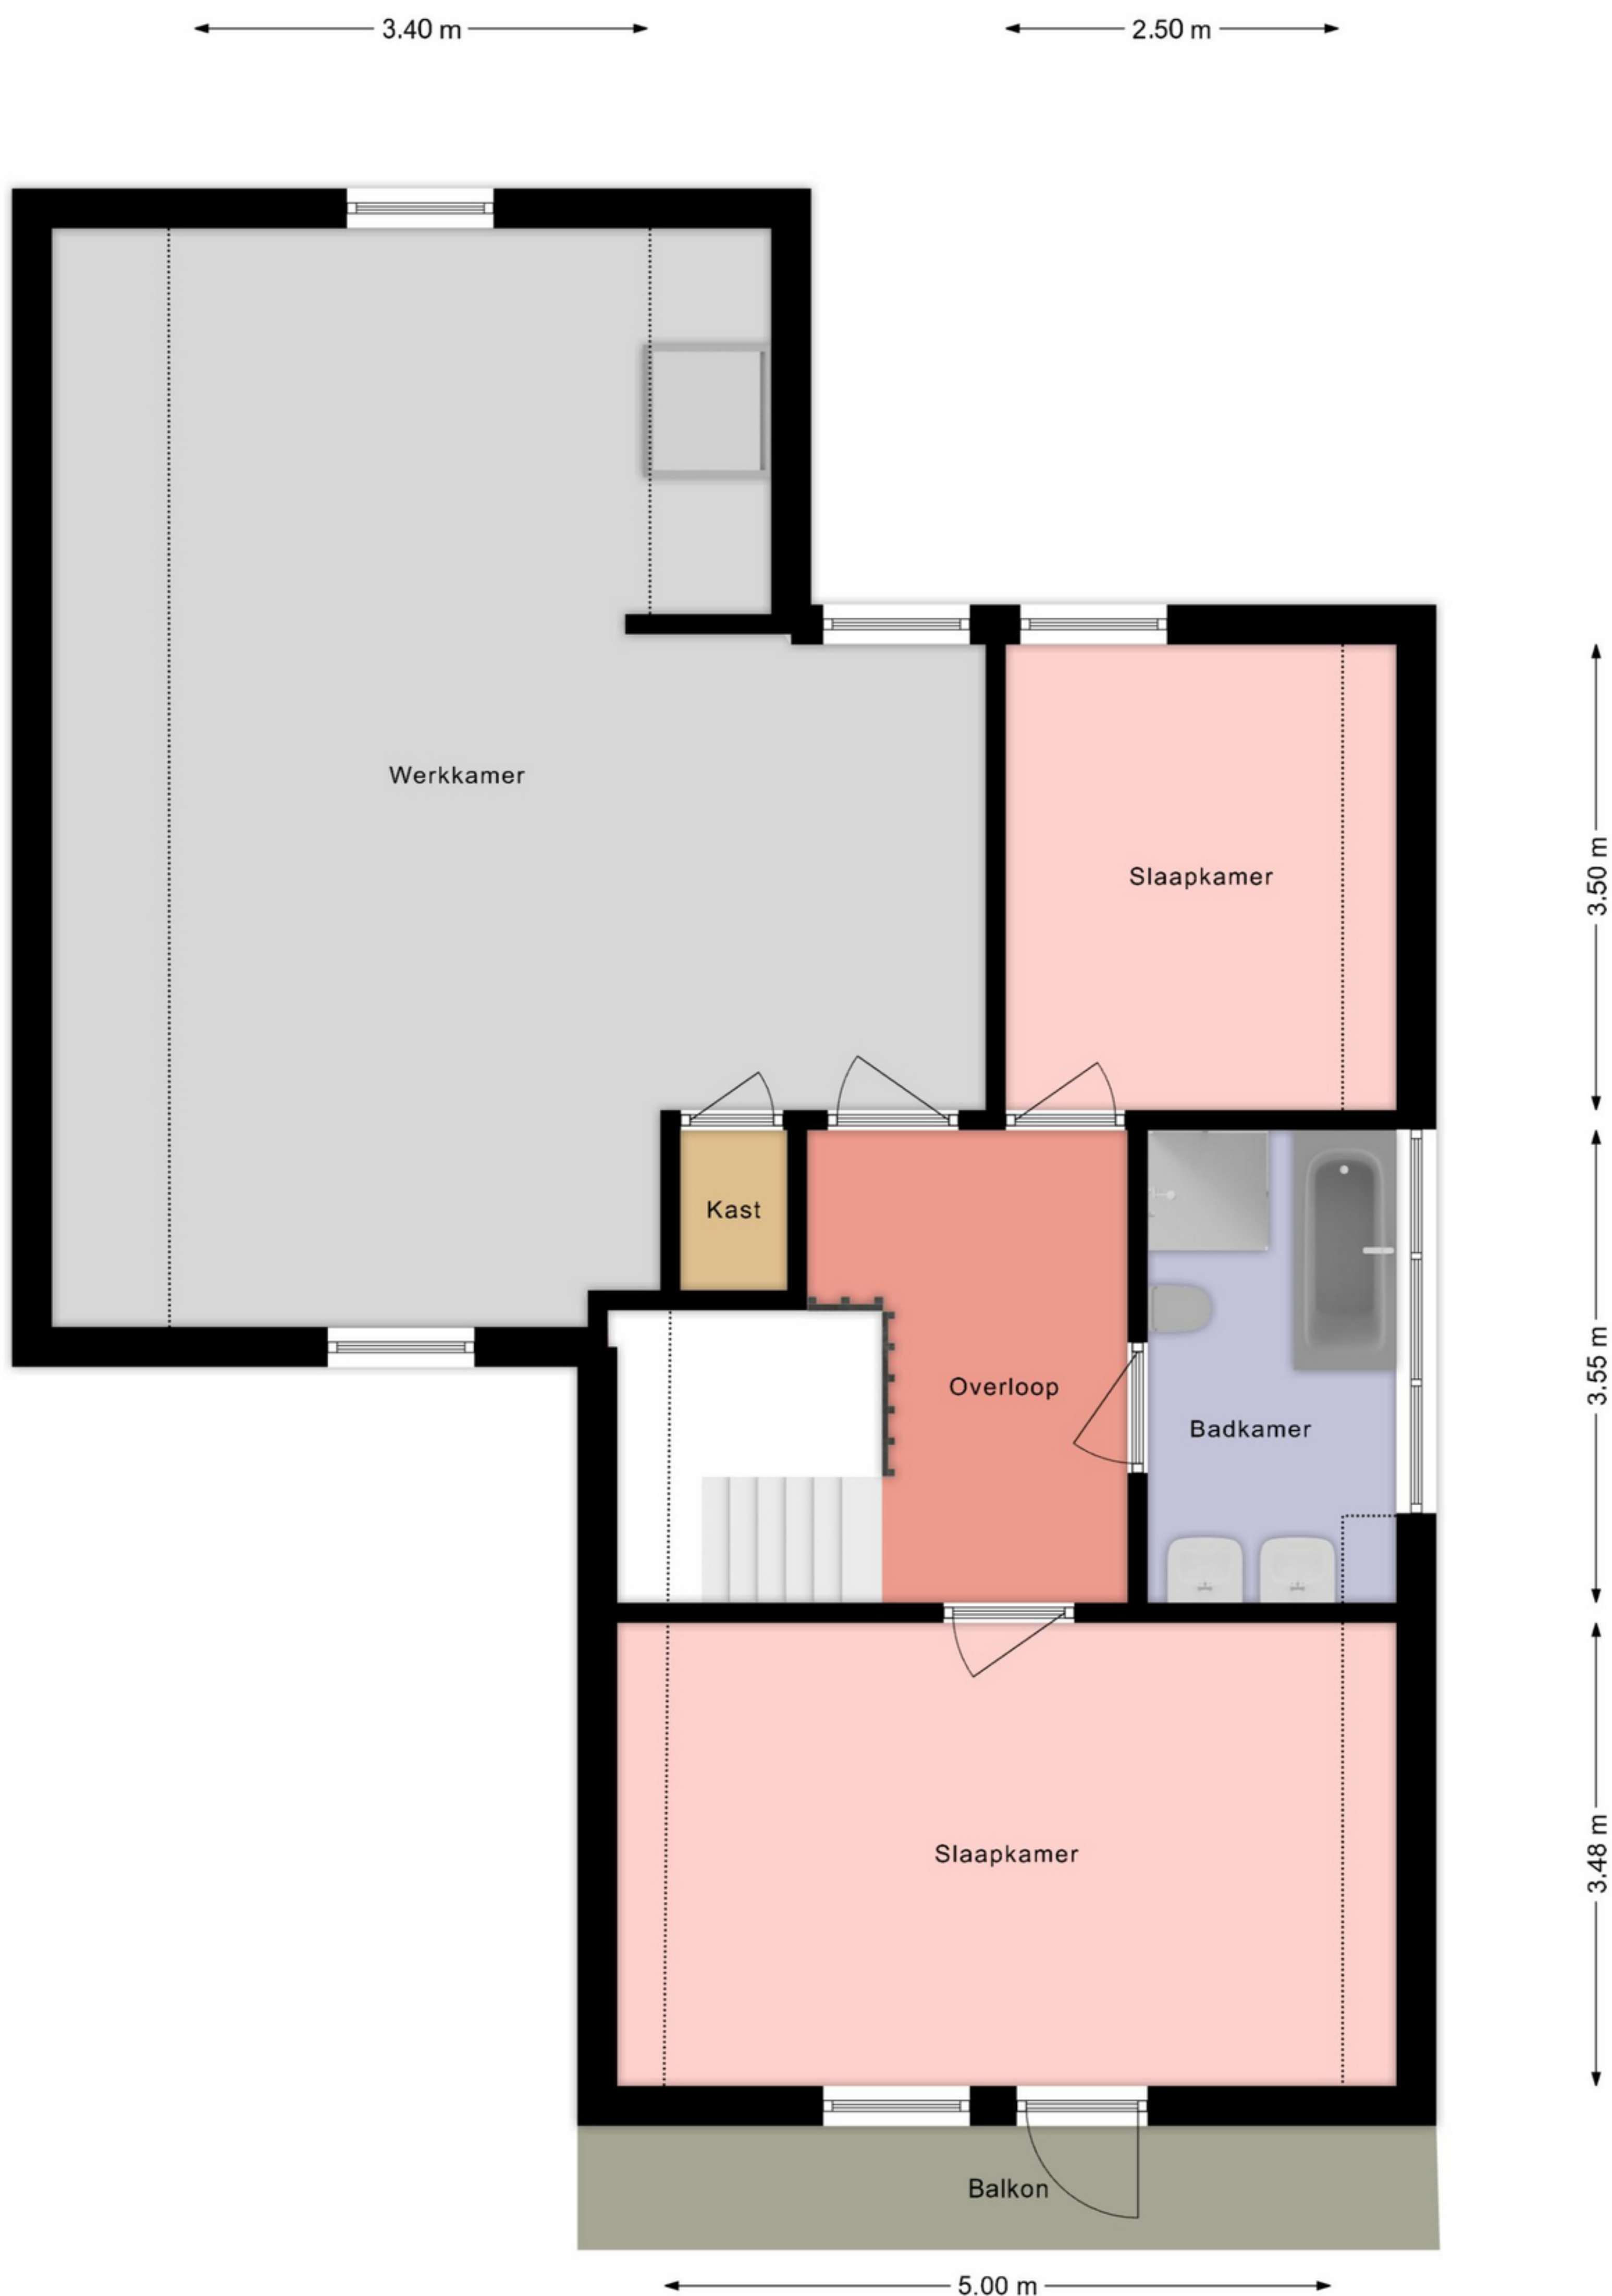 3.40 m
2.50 m
Werkkamer
Slaapkamer
3.50 m
Kast
Overloop
Badkamer
3.55 m
Slaapkamer
3.48 m
Balkon
5.00 m